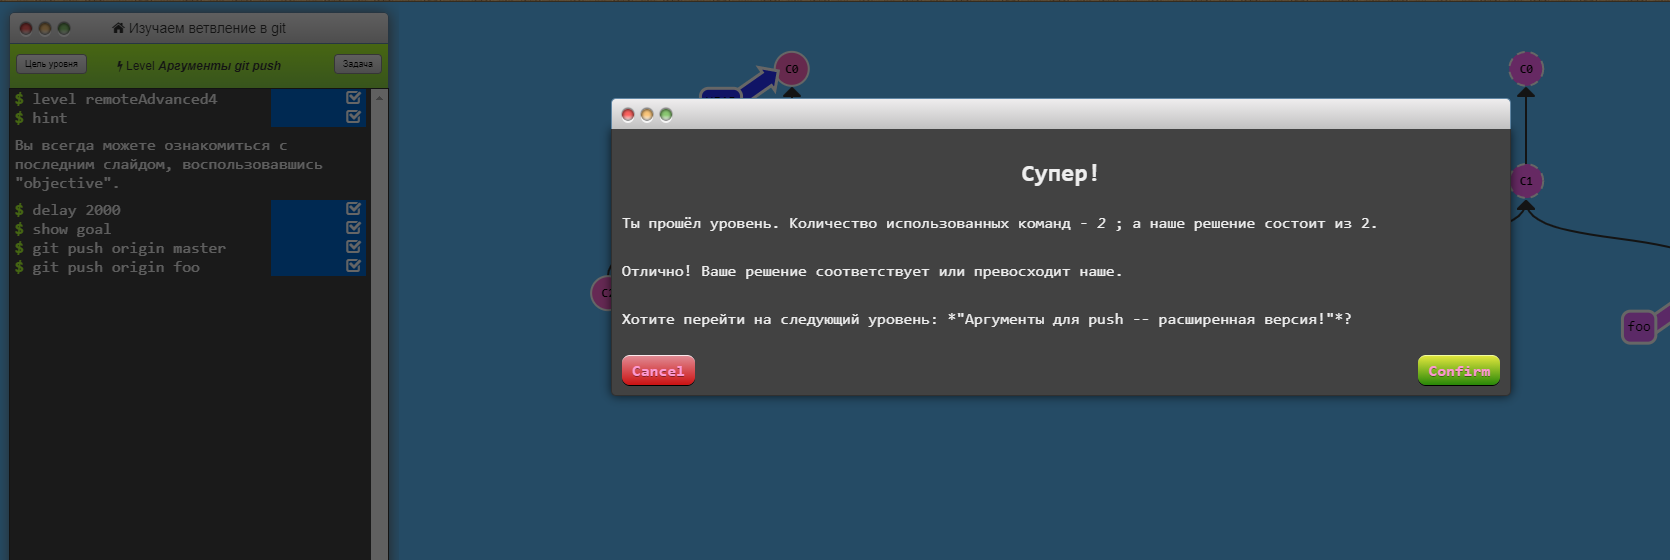 Изучаем ветвление в git
Цель уровня
Level Аргументы git push
Задача
$ level remoteAdvanced4
$ hint
Вы всегда можете ознакомиться с
последним слайдом, воспользовавшись
"objective".
$ delay 2000
$ show goal
$ git push origin master
$ git push origin foo
C0
Супер!
Ты прошёл уровень. Количество использованных команд - 2 ; а наше решение состоит из 2.
Отлично! Ваше решение соответствует или превосходит наше.
Хотите перейти на следующий уровень: *"Аргументы для push -- расширенная версия!"*?
Cancel
Confirm
C0
C1
foo